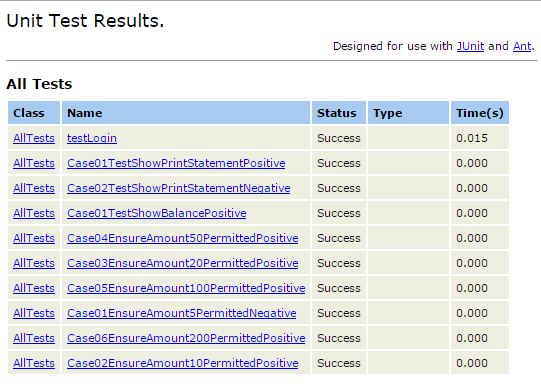 Unit Test Results.
Designed for use with JUnit and Ant.
All Tests
Class Name Status Type Time(s)
AllTests testLogin Success 0.015
AllTests Case01TestShowPrintStatementPositive Success 0.000
AllTests Case02TestShowPrintStatementNegative Success 0.000
AllTests Case01TestShowBalancePositive Success 0.000
AllTests Case04EnsureAmount50PermittedPositive Success 0.000
AllTests Case03EnsureAmount20PermittedPositive Success 0.000
AllTests Case05EnsureAmount100PermittedPositive Success 0.000
AllTests Case01EnsureAmount5PermittedNegative Success 0.000
AllTests Case06EnsureAmount200PermittedPositive Success 0.000
AllTests Case02EnsureAmount10PermittedPositive Success 0.000